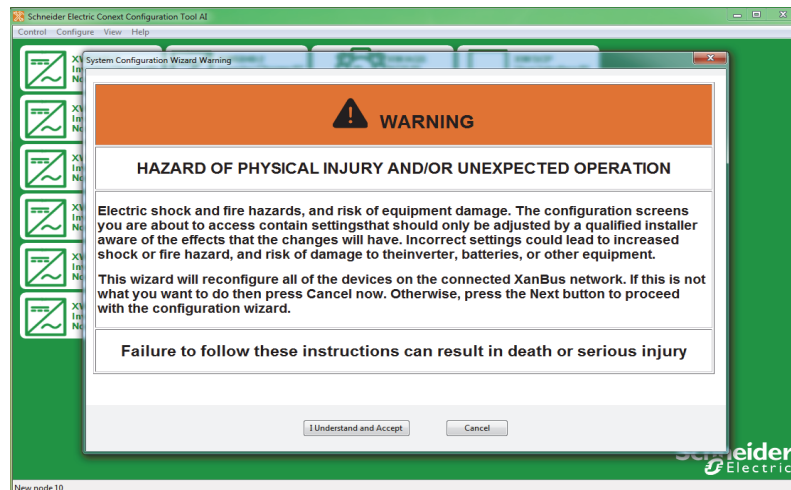 Schneider Electric Conext Configuration Tool AI
Control Configure View Help
System Configuration Wizard Warning
WARNING
HAZARD OF PHYSICAL INJURY AND/OR UNEXPECTED OPERATION
Electric shock and fire hazards, and risk of equipment damage. The configuration screens
you are about to access contain settingsthat should only be adjusted by a qualified installer
aware of the effects that the changes will have. Incorrect settings could lead to increased
shock or fire hazard, and risk of damage to theinverter, batteries, or other equipment.
This wizard will reconfigure all of the devices on the connected XanBus network. If this is not
what you want to do then press Cancel now. Otherwise, press the Next button to proceed
with the configuration wizard.
Failure to follow these instructions can result in death or serious injury
I Understand and Accept Cancel
Electric
New node 10